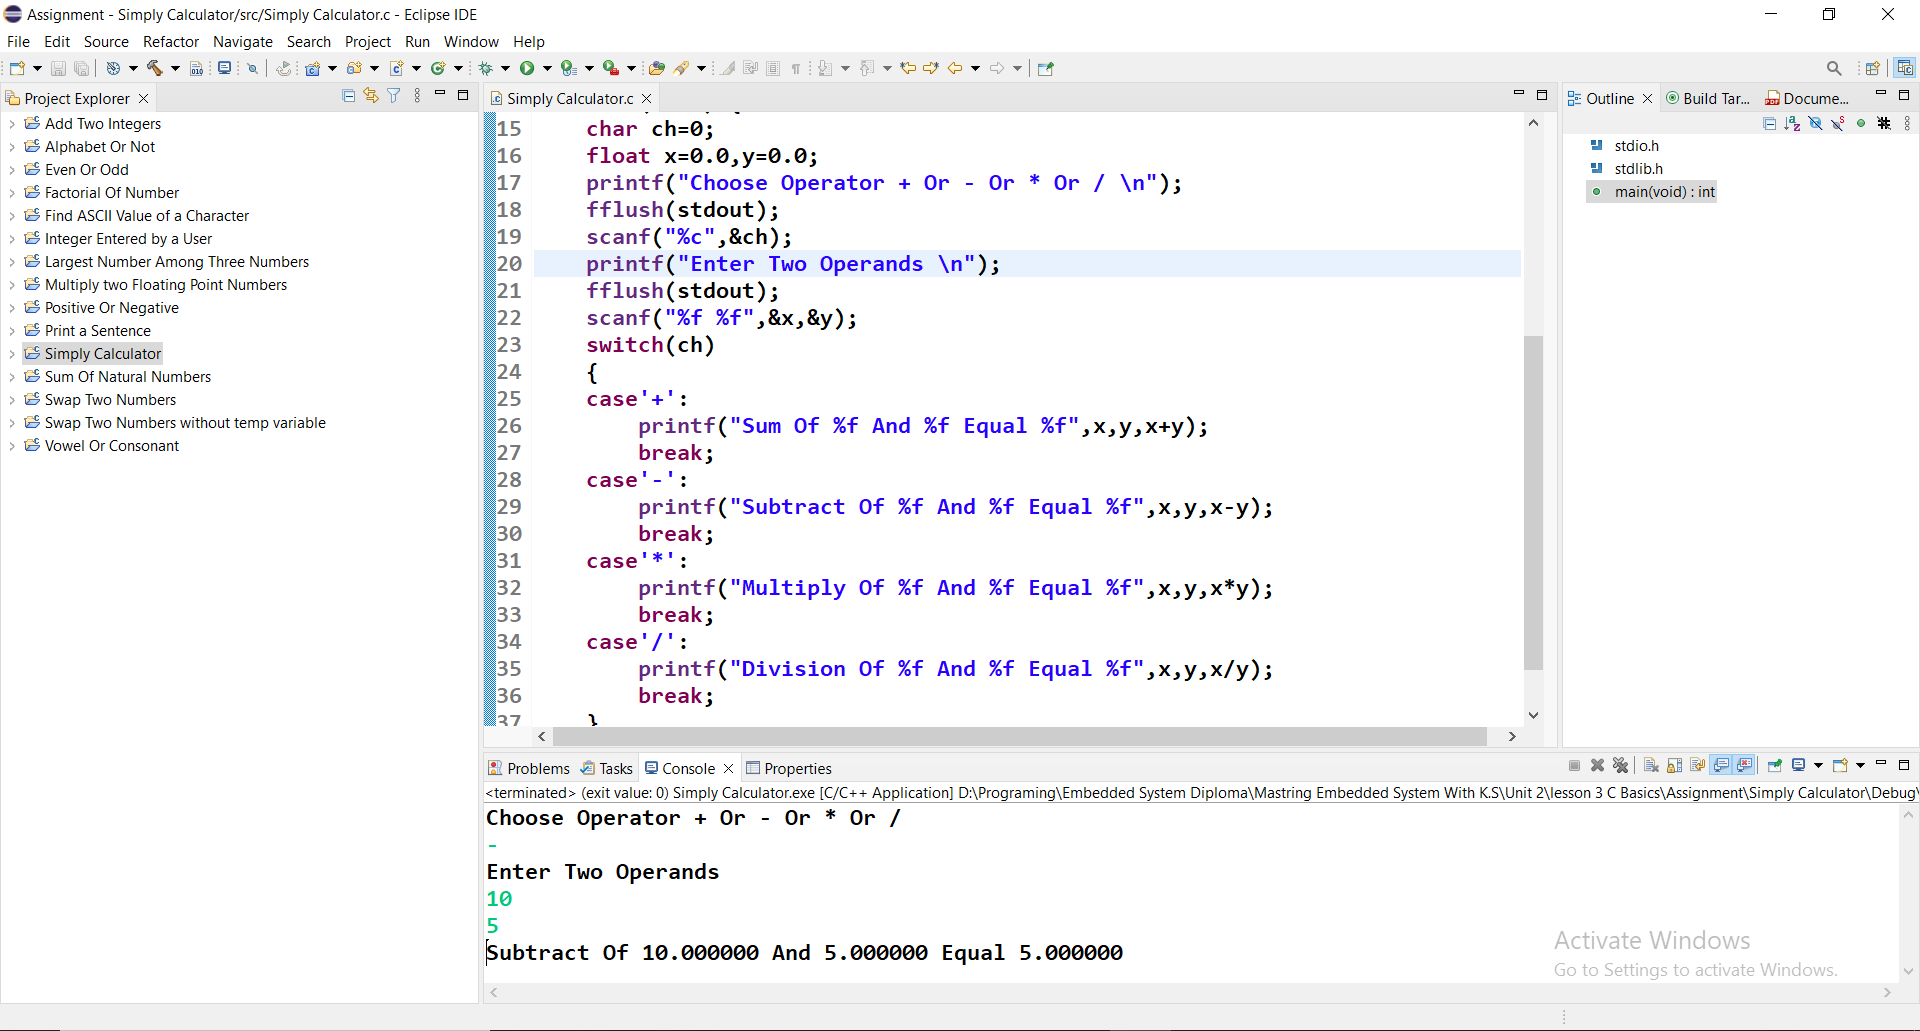 Assignment - Simply Calculator/src/Simply Calculator.c - Eclipse IDE
File Edit Source Refactor Navigate Search Project Run Window Help
Project Explorer
Add Two Integers
Alphabet Or Not
Even Or Odd
Factorial Of Number
Find ASCII Value of a Character
Integer Entered by a User
Largest Number Among Three Numbers
Multiply two Floating Point Numbers
Positive Or Negative
Print a Sentence
Simply Calculator
Sum Of Natural Numbers
Swap Two Numbers
Swap Two Numbers without temp variable
Vowel Or Consonant
Simply Calculator.c
15 char ch=0;
16 float x=0.0,y=0.0;
17 printf("Choose Operator + Or - Or * Or / \n");
18 fflush(stdout);
19 scanf("%c",&ch);
20 printf("Enter Two Operands \n");
21 fflush(stdout);
22 scanf("%f %f",&x,&y);
23 switch(ch)
24 {
25 case'+':
26 printf("Sum Of %f And %f Equal %f",x,y,x+y);
27 break;
28 case'-':
29 printf("Subtract Of %f And %f Equal %f",x,y,x-y);
30 break;
31 case'*':
32 printf("Multiply Of %f And %f Equal %f",x,y,x*y);
33 break;
34 case'/':
35 printf("Division Of %f And %f Equal %f",x,y,x/y);
36 break;
37 }
Outline Build Tar... Docume...
stdio.h
stdlib.h
main(void) : int
Problems Tasks Console Properties
<terminated> (exit value: 0) Simply Calculator.exe [C/C++ Application] D:\Programing\Embedded System Diploma\Mastring Embedded System With K.S\Unit 2\lesson 3 C Basics\Assignment\Simply Calculator\Debug\
Choose Operator + Or - Or * Or /
-
Enter Two Operands
10
5
Subtract Of 10.000000 And 5.000000 Equal 5.000000
Activate Windows
Go to Settings to activate Windows.